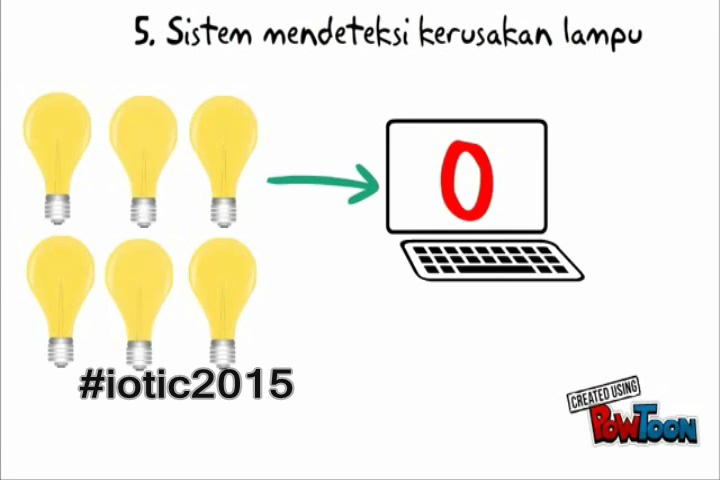 5. Sistem mendeteksi kerusakan lampu
0
#iotic2015
CREATED USING
POWTOON